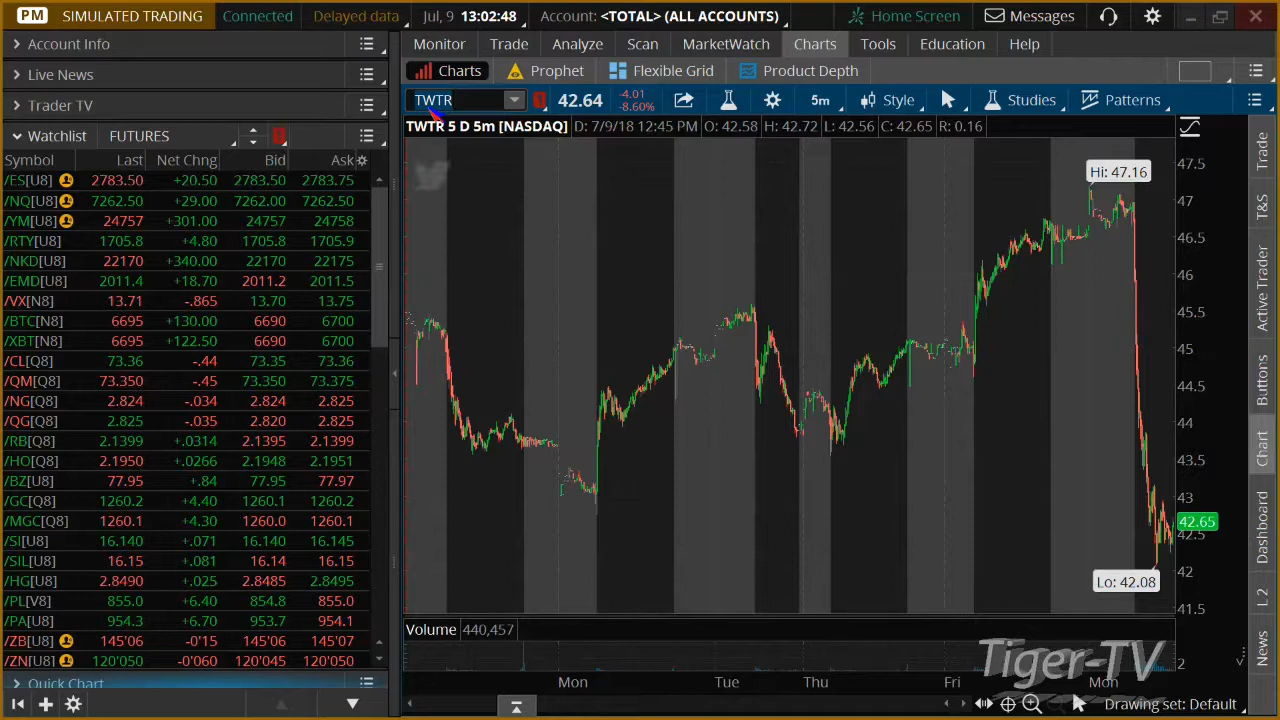 PM SIMULATED TRADING Connected Delayed data Jul, 9 13:02:48 Account: <TOTAL> (ALL ACCOUNTS) Home Screen Messages
Account Info
Live News
Trader TV
Watchlist FUTURES
Symbol Last Net Chng Bid Ask
/ES[U8] 2783.50 +20.50 2783.50 2783.75
/NQ[U8] 7262.50 +29.00 7262.00 7262.50
/YM[U8] 24757 +301.00 24757 24758
/RTY[U8] 1705.8 +4.80 1705.8 1705.9
/NKD[U8] 22170 +340.00 22170 22175
/EMD[U8] 2011.4 +18.70 2011.2 2011.5
/VX[N8] 13.71 -.865 13.70 13.75
/BTC[N8] 6695 +130.00 6690 6700
/XBT[N8] 6695 +122.50 6690 6700
/CL[Q8] 73.36 -.44 73.35 73.36
/QM[Q8] 73.350 -.45 73.350 73.375
/NG[Q8] 2.824 -.034 2.824 2.825
/QG[Q8] 2.825 -.035 2.820 2.825
/RB[Q8] 2.1399 +.0314 2.1395 2.1399
/HO[Q8] 2.1950 +.0266 2.1948 2.1951
/BZ[U8] 77.95 +.84 77.95 77.97
/GC[Q8] 1260.2 +4.40 1260.1 1260.2
/MGC[Q8] 1260.1 +4.30 1260.0 1260.1
/SI[U8] 16.140 +.071 16.140 16.145
/SIL[U8] 16.15 +.081 16.14 16.15
/HG[U8] 2.8490 +.025 2.8485 2.8495
/PL[V8] 855.0 +6.40 854.8 855.0
/PA[U8] 954.3 +6.70 953.7 954.1
/ZB[U8] 145'06 -0'15 145'06 145'07
/ZN[U8] 120'050 -0'060 120'045 120'050
Quick Chart
Monitor Trade Analyze Scan MarketWatch Charts Tools Education Help
Charts Prophet Flexible Grid Product Depth
TWTR 1 42.64 -4.01 -8.60% 5m Style Studies Patterns
TWTR 5 D 5m [NASDAQ] D: 7/9/18 12:45 PM O: 42.58 H: 42.72 L: 42.56 C: 42.65 R: 0.16
Hi: 47.16
Lo: 42.08
47.5
47
46.5
46
45.5
45
44.5
44
43.5
43
42.65
42.5
42
41.5
Volume 440,457
2
Tiger-TV
Mon Tue Thu Fri Mon
Drawing set: Default
Trade
T&S
Active Trader
Buttons
Chart
Dashboard
L 2
News